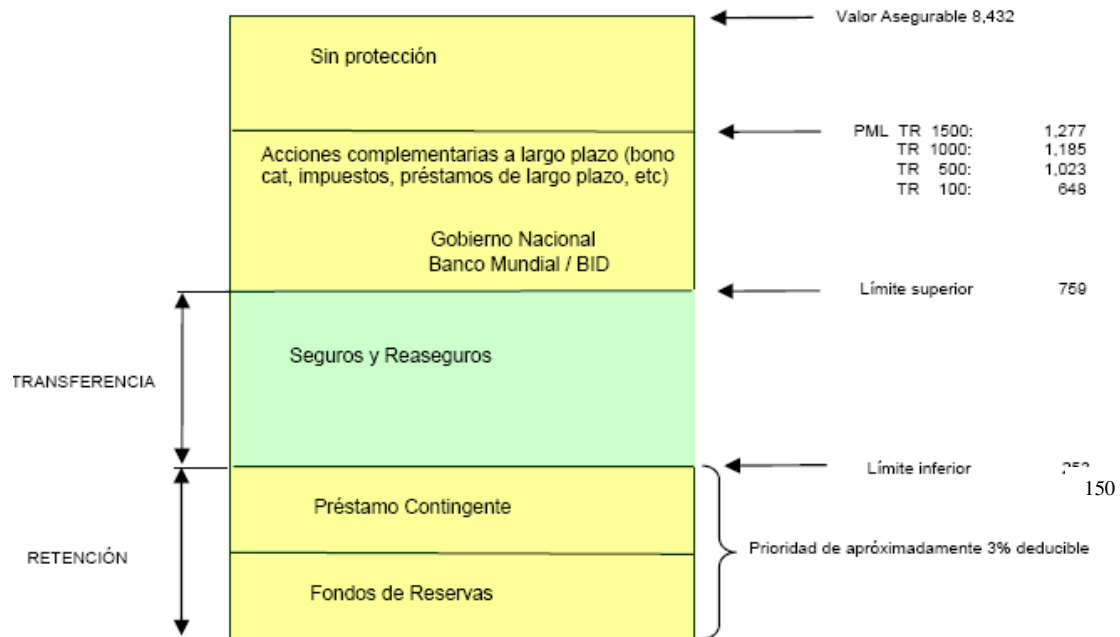 Valor Asegurable 8,432
Sin protección
PML TR 1500: 1,277
TR 1000: 1,185
TR 500: 1,023
TR 100: 648
Acciones complementarias a largo plazo (bono
cat, impuestos, préstamos de largo plazo, etc)
Gobierno Nacional
Banco Mundial / BID
Límite superior 759
Seguros y Reaseguros
TRANSFERENCIA
Límite inferior
150
Préstamo Contingente
Prioridad de apróximadamente 3% deducible
RETENCIÓN
Fondos de Reservas